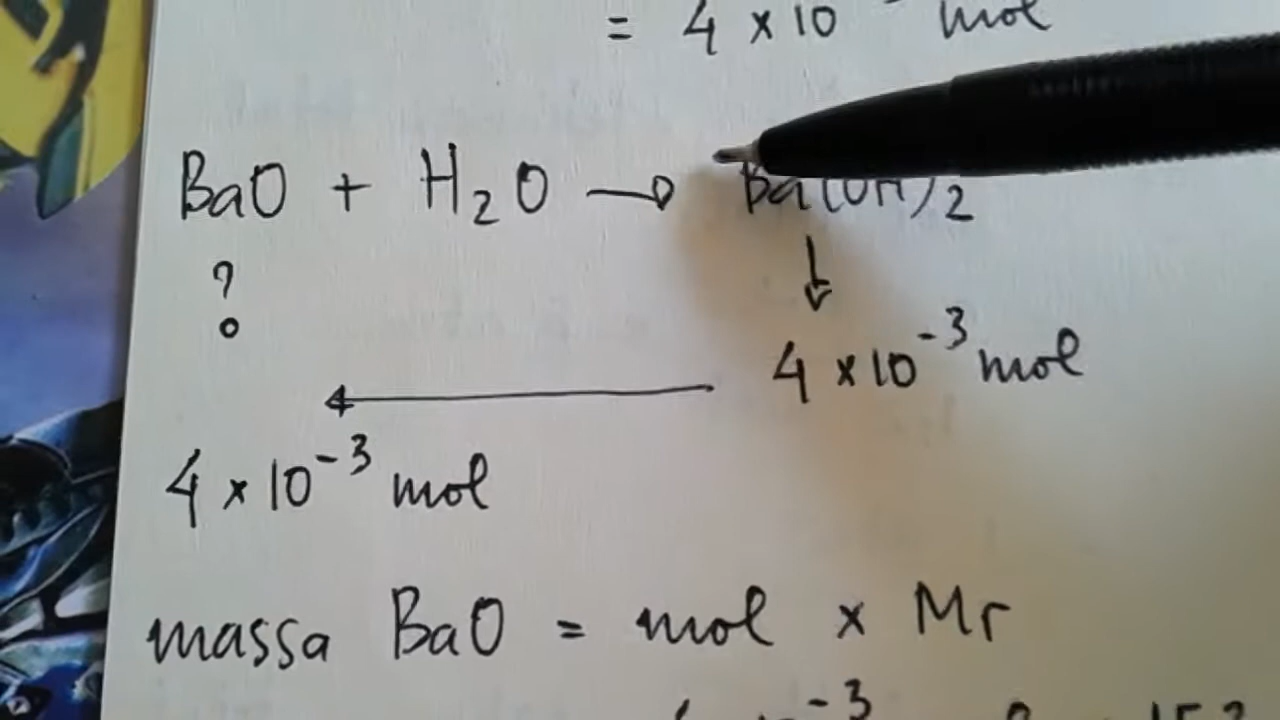 = 4 × 10 mol
BaO + H₂O → Ba(OH)₂
?
↓
4 × 10⁻³ mol
←
4 × 10⁻³ mol
massa BaO = mol × Mr